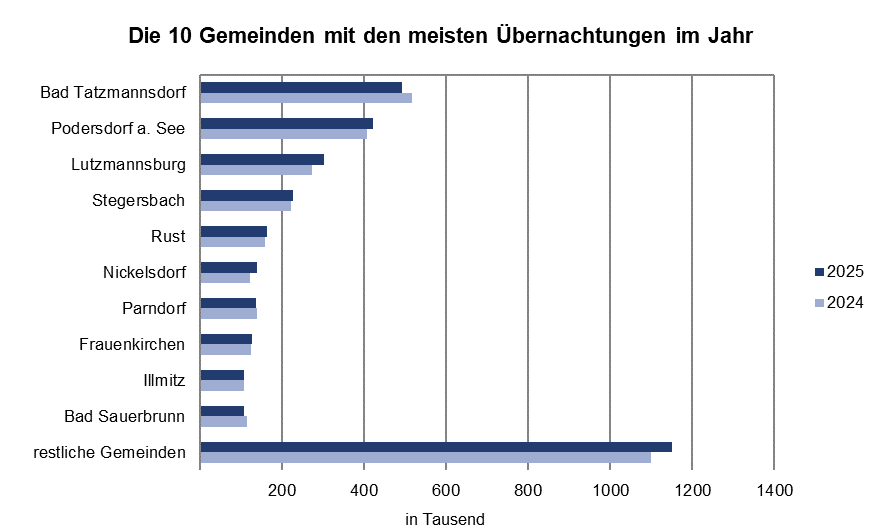 Die 10 Gemeinden mit den meisten Übernachtungen im Jahr
Bad Tatzmannsdorf
Podersdorf a. See
Lutzmannsburg
Stegersbach
Rust
Nickelsdorf
Parndorf
Frauenkirchen
Illmitz
Bad Sauerbrunn
restliche Gemeinden
2025
2024
200 400 600 800 1000 1200 1400
in Tausend